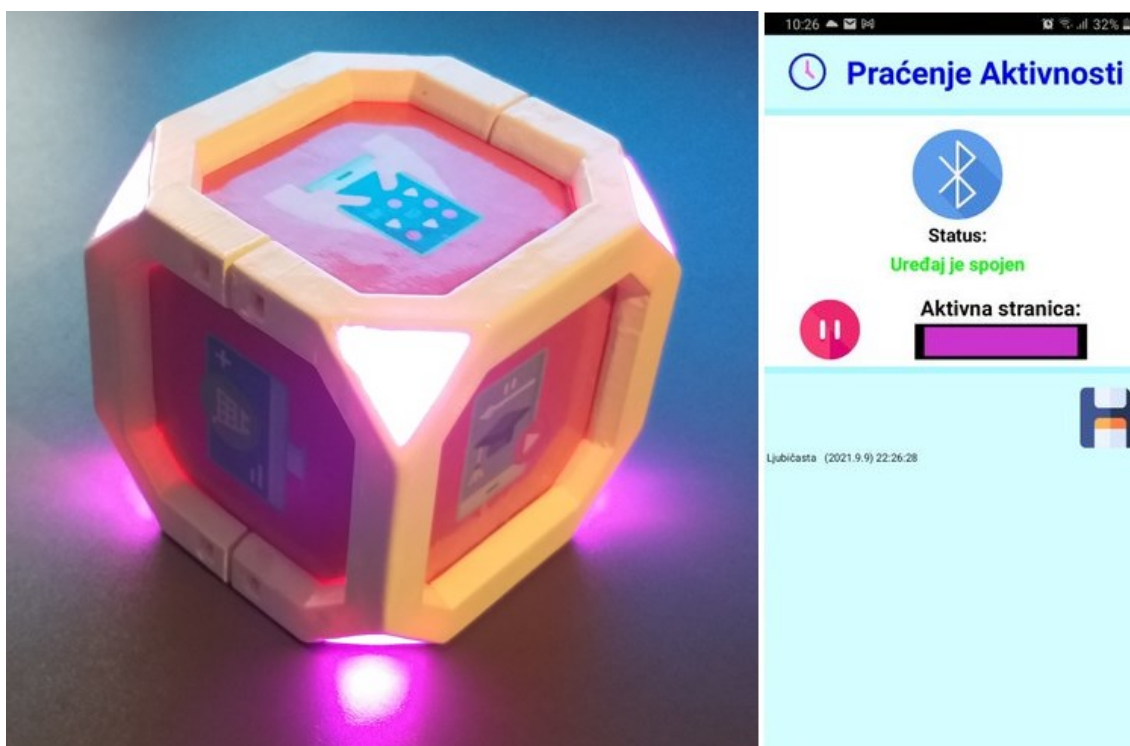 10:26
32%
Praćenje Aktivnosti
Status:
Uređaj je spojen
Aktivna stranica:
Ljubičasta (2021.9.9) 22:26:28